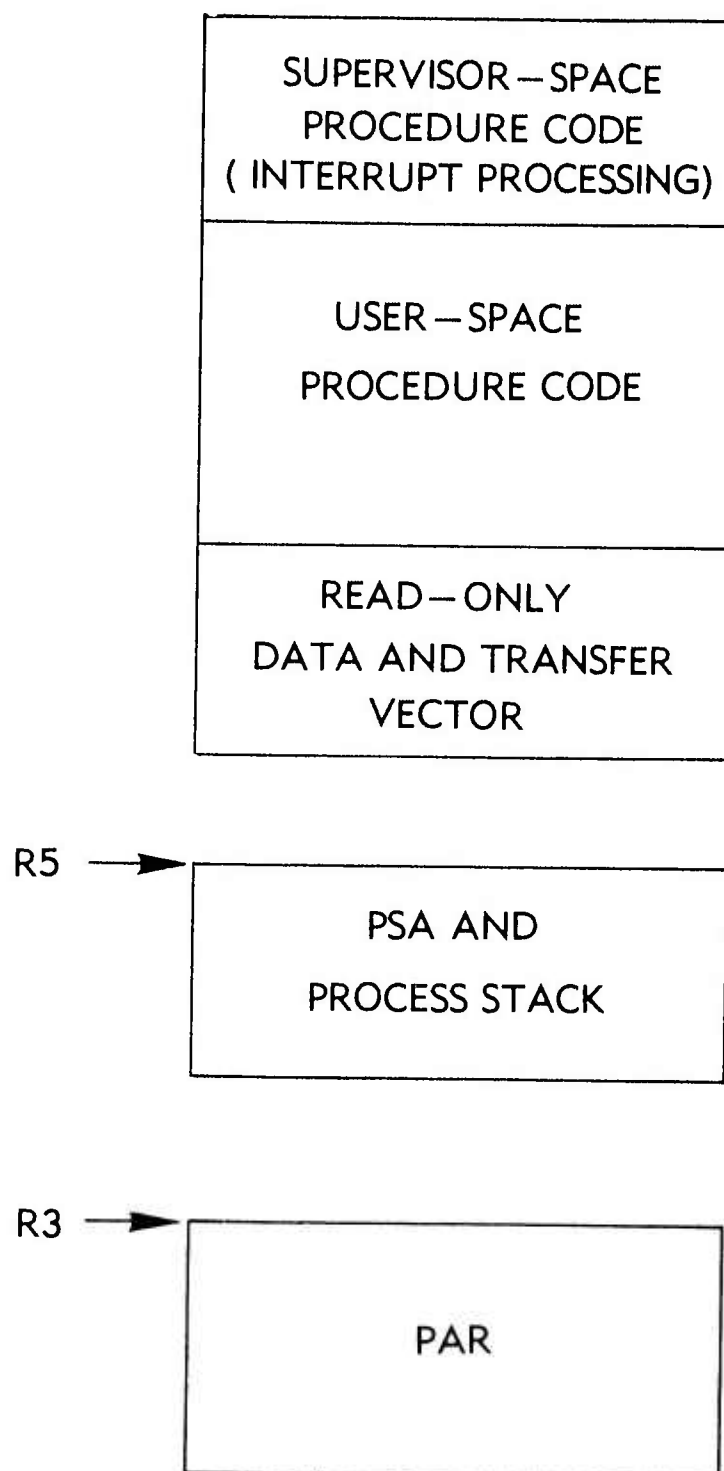 SUPERVISOR—SPACE
PROCEDURE CODE
( INTERRUPT PROCESSING)
USER—SPACE
PROCEDURE CODE
READ—ONLY
DATA AND TRANSFER
VECTOR
R5
PSA AND
PROCESS STACK
R3
PAR